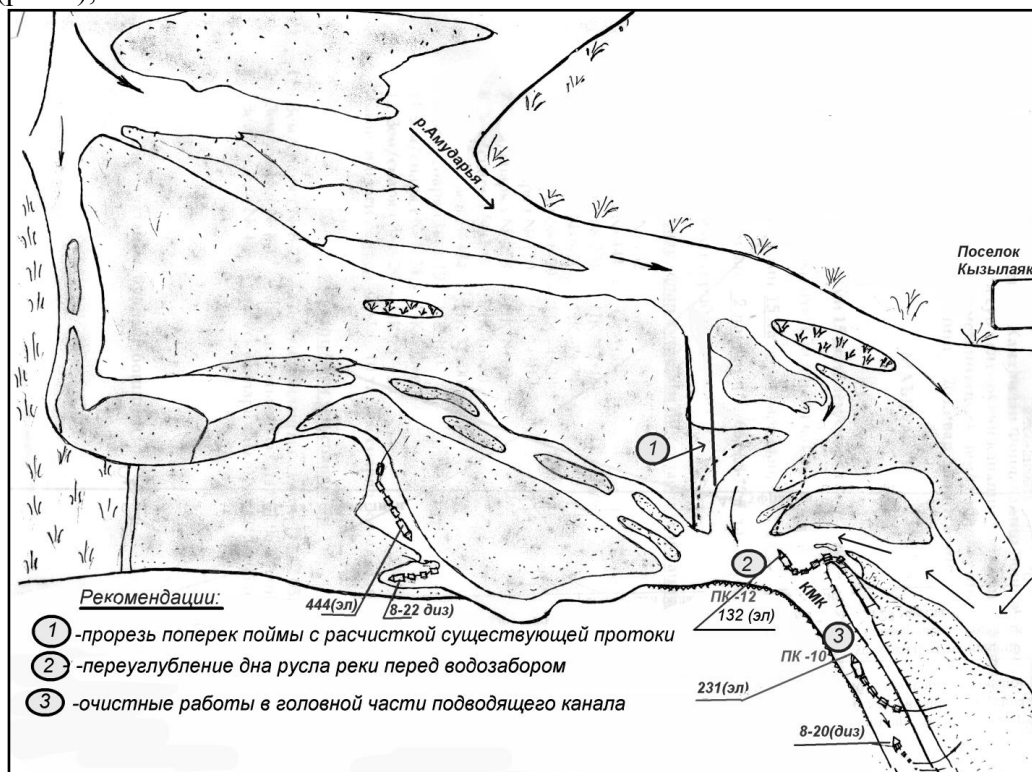 р.Амударья
Поселок
Кызылаяк
1
2
ПК -12
132 (эл)
КМК
3
ПК -10
231(эл)
8-20(диз)
444(эл)
8-22 диз)
Рекомендации:
1 -прорезь поперек поймы с расчисткой существующей протоки
2 -переуглубление дна русла реки перед водозабором
3 -очистные работы в головной части подводящего канала